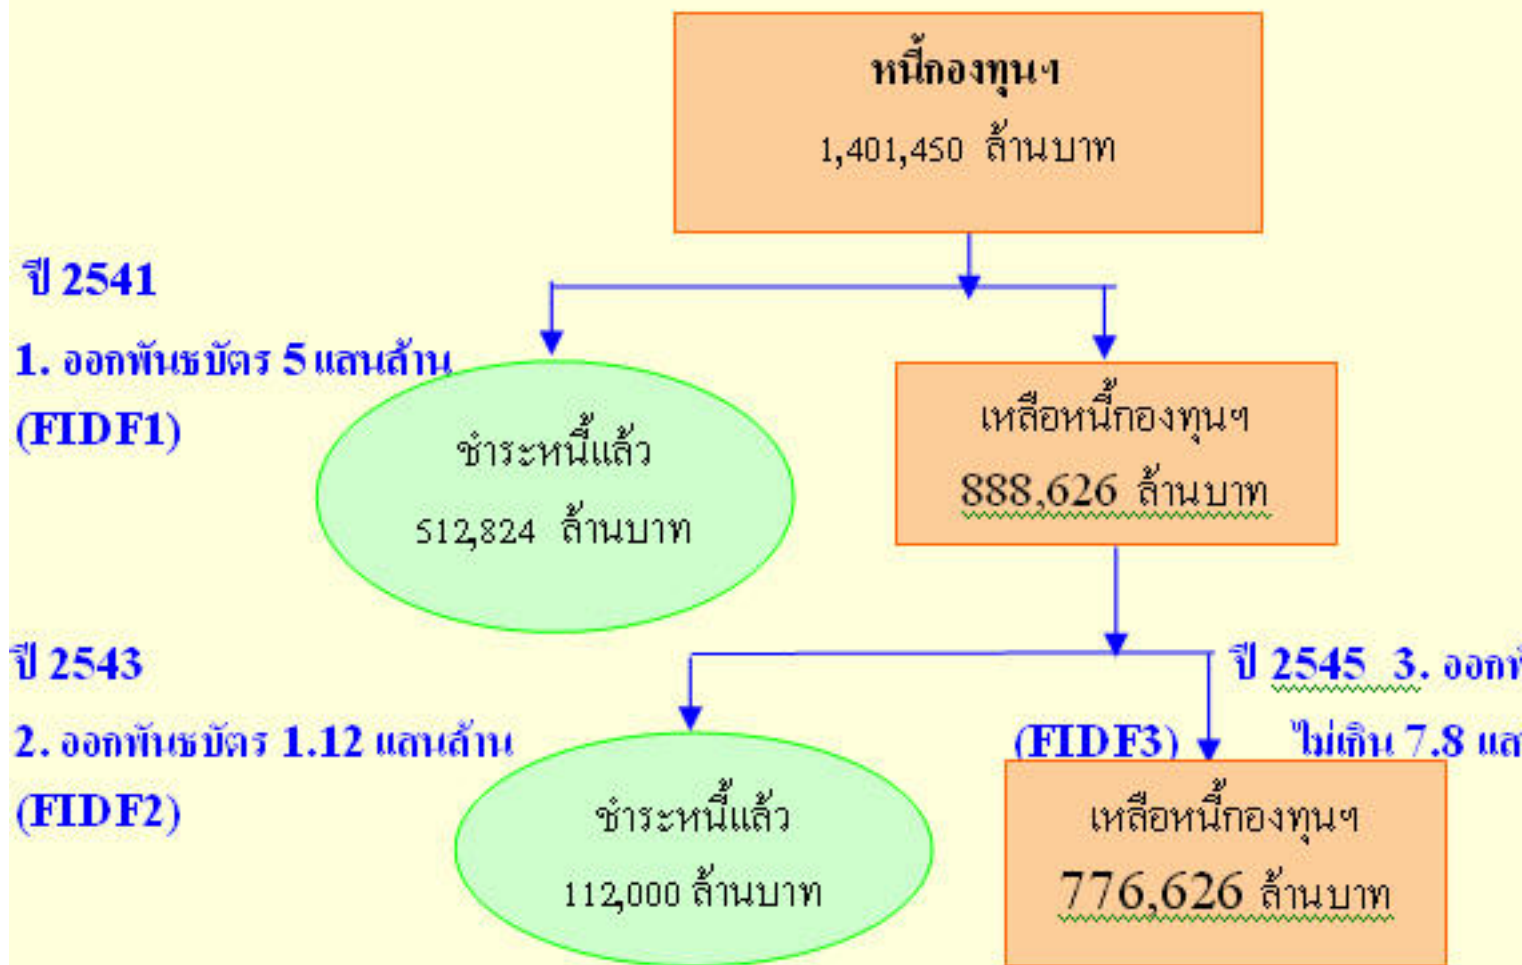 หนี้กองทุนฯ
1,401,450 ล้านบาท
ปี 2541
1. ออกพันธบัตร 5 แสนล้าน
(FIDF1)
ชำระหนี้แล้ว
512,824 ล้านบาท
เหลือหนี้กองทุนฯ
888,626 ล้านบาท
ปี 2543
2. ออกพันธบัตร 1.12 แสนล้าน
(FIDF2)
ชำระหนี้แล้ว
112,000 ล้านบาท
ปี 2545 3.
(FIDF3) ไม่เกิน 7.8
เหลือหนี้กองทุนฯ
776,626 ล้านบาท